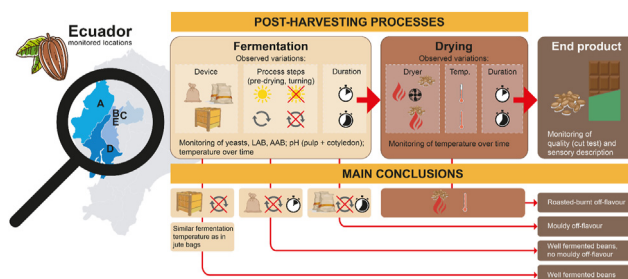 Ecuador
monitored locations
A
B
C
E
D
POST-HARVESTING PROCESSES
Fermentation
Observed variations:
Device
Process steps
(pre-drying, turning)
Duration
Monitoring of yeasts, LAB, AAB; pH (pulp + cotyledon);
temperature over time
Drying
Observed variations:
Dryer
Temp.
Duration
Monitoring of temperature over time
End product
Monitoring of
quality (cut test) and
sensory description
MAIN CONCLUSIONS
Similar fermentation
temperature as in
jute bags
Roasted-burnt off-flavour
Mouldy off-flavour
Well fermented beans,
no mouldy off-flavour
Well fermented beans